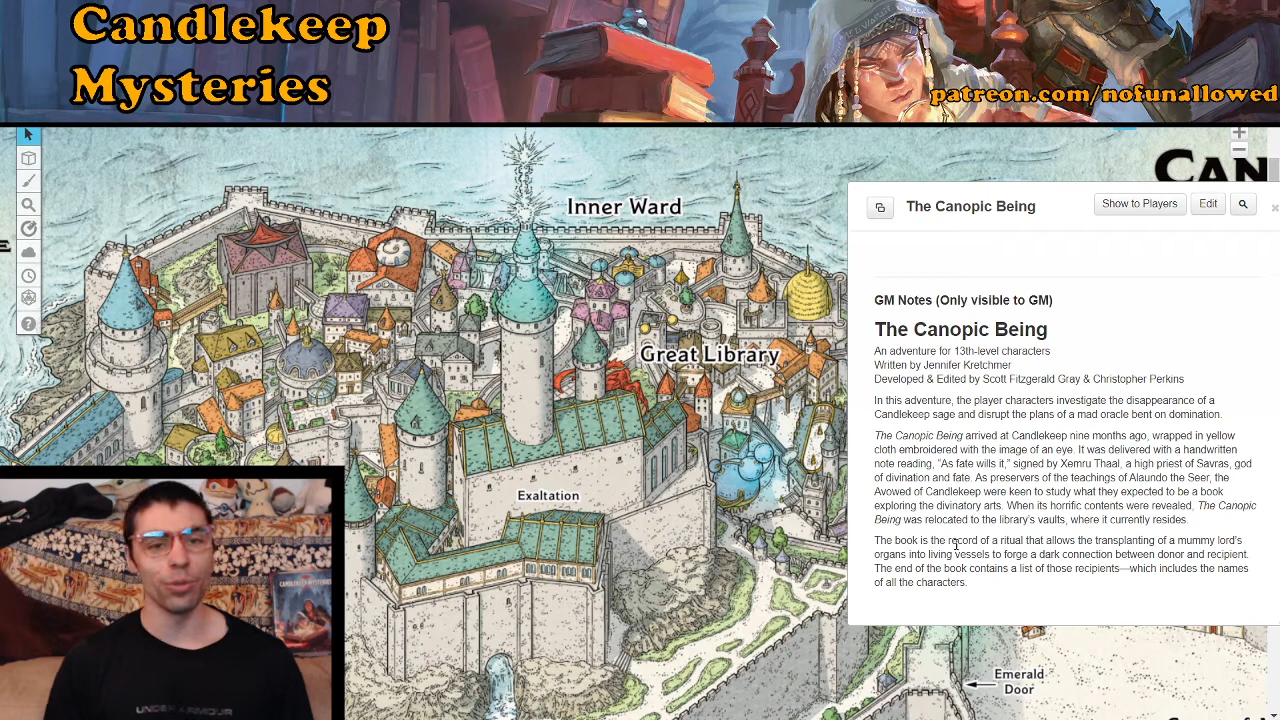 Candlekeep
Mysteries
patreon.com/nofunallowed
CAN
Inner Ward
Great Library
Exaltation
Emerald
Door
The Canopic Being
Show to Players
Edit
GM Notes (Only visible to GM)
The Canopic Being
An adventure for 13th-level characters
Written by Jennifer Kretchmer
Developed & Edited by Scott Fitzgerald Gray & Christopher Perkins
In this adventure, the player characters investigate the disappearance of a
Candlekeep sage and disrupt the plans of a mad oracle bent on domination.
The Canopic Being arrived at Candlekeep nine months ago, wrapped in yellow
cloth embroidered with the image of an eye. It was delivered with a handwritten
note reading, “As fate wills it,” signed by Xemru Thaal, a high priest of Savras, god
of divination and fate. As preservers of the teachings of Alaundo the Seer, the
Avowed of Candlekeep were keen to study what they expected to be a book
exploring the divinatory arts. When its horrific contents were revealed, The Canopic
Being was relocated to the library’s vaults, where it currently resides.
The book is the record of a ritual that allows the transplanting of a mummy lord’s
organs into living vessels to forge a dark connection between donor and recipient.
The end of the book contains a list of those recipients—which includes the names
of all the characters.
CANDLEKEEP MYSTERIES
UNDER ARMOUR